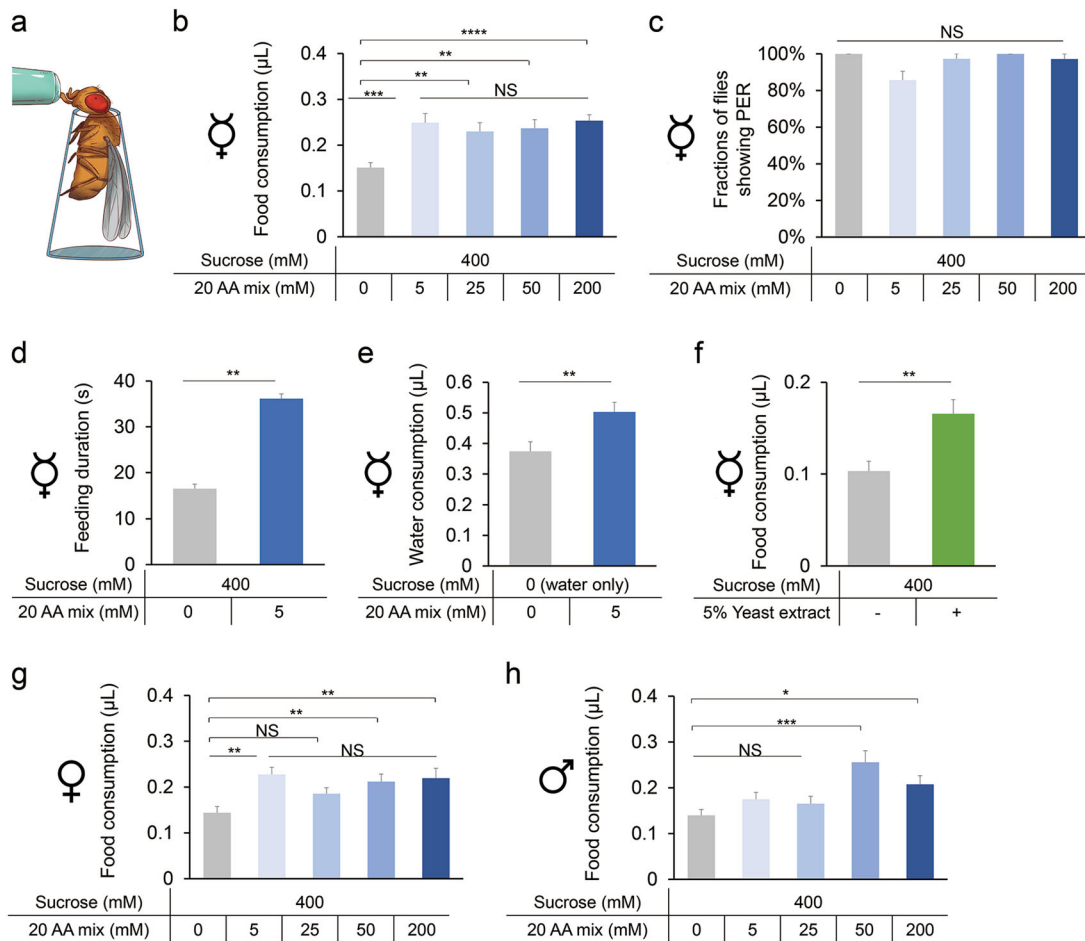 a
b
Food consumption (µL)
0.4
0.3
0.2
0.1
0
****
**
**
***
NS
Sucrose (mM) 400
20 AA mix (mM) 0 5 25 50 200
c
Fractions of flies
showing PER
100%
80%
60%
40%
20%
0%
NS
Sucrose (mM) 400
20 AA mix (mM) 0 5 25 50 200
d
Feeding duration (s)
40
30
20
10
0
**
Sucrose (mM) 400
20 AA mix (mM) 0 5
e
Water consumption (µL)
0.6
0.5
0.4
0.3
0.2
0.1
0
**
Sucrose (mM) 0 (water only)
20 AA mix (mM) 0 5
f
Food consumption (µL)
0.2
0.1
0
**
Sucrose (mM) 400
5% Yeast extract - +
g
Food consumption (µL)
0.4
0.3
0.2
0.1
0
**
**
NS
**
NS
Sucrose (mM) 400
20 AA mix (mM) 0 5 25 50 200
h
Food consumption (µL)
0.4
0.3
0.2
0.1
0
*
***
NS
Sucrose (mM) 400
20 AA mix (mM) 0 5 25 50 200